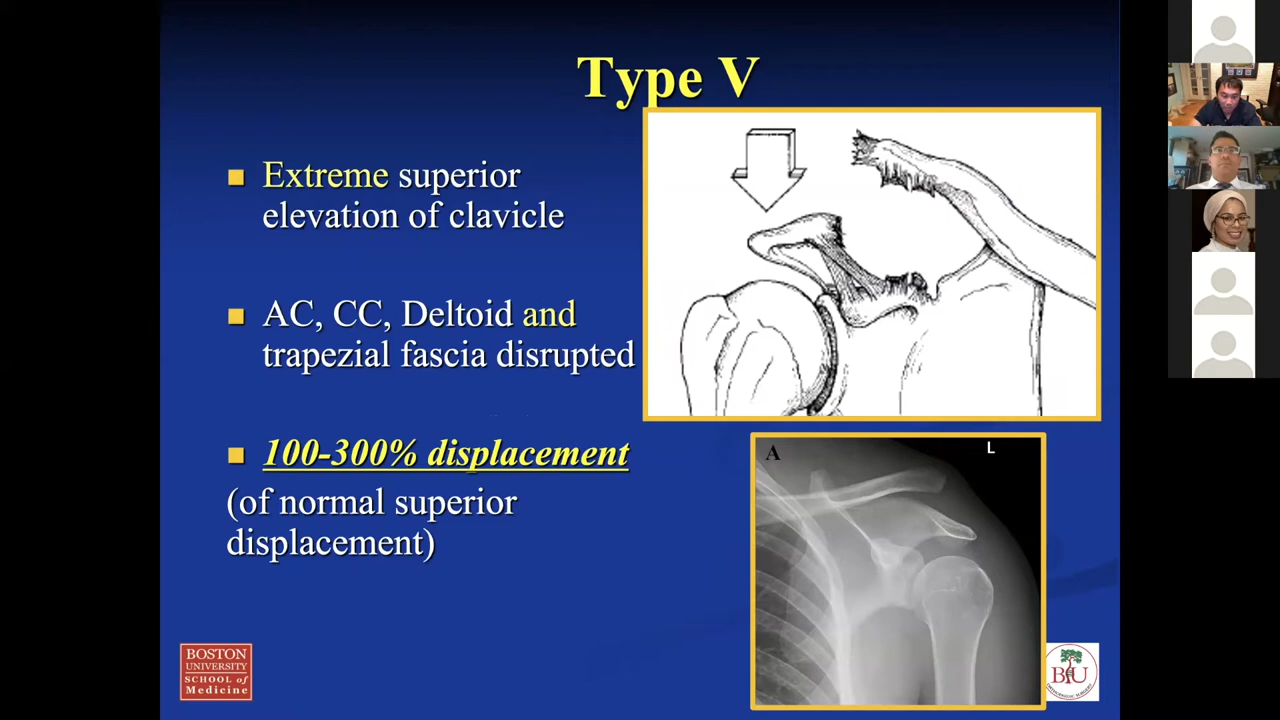 Type V
Extreme superior
elevation of clavicle
AC, CC, Deltoid and
trapezial fascia disrupted
100-300% displacement
(of normal superior
displacement)
A
L
BOSTON
UNIVERSITY
SCHOOL of
Medicine